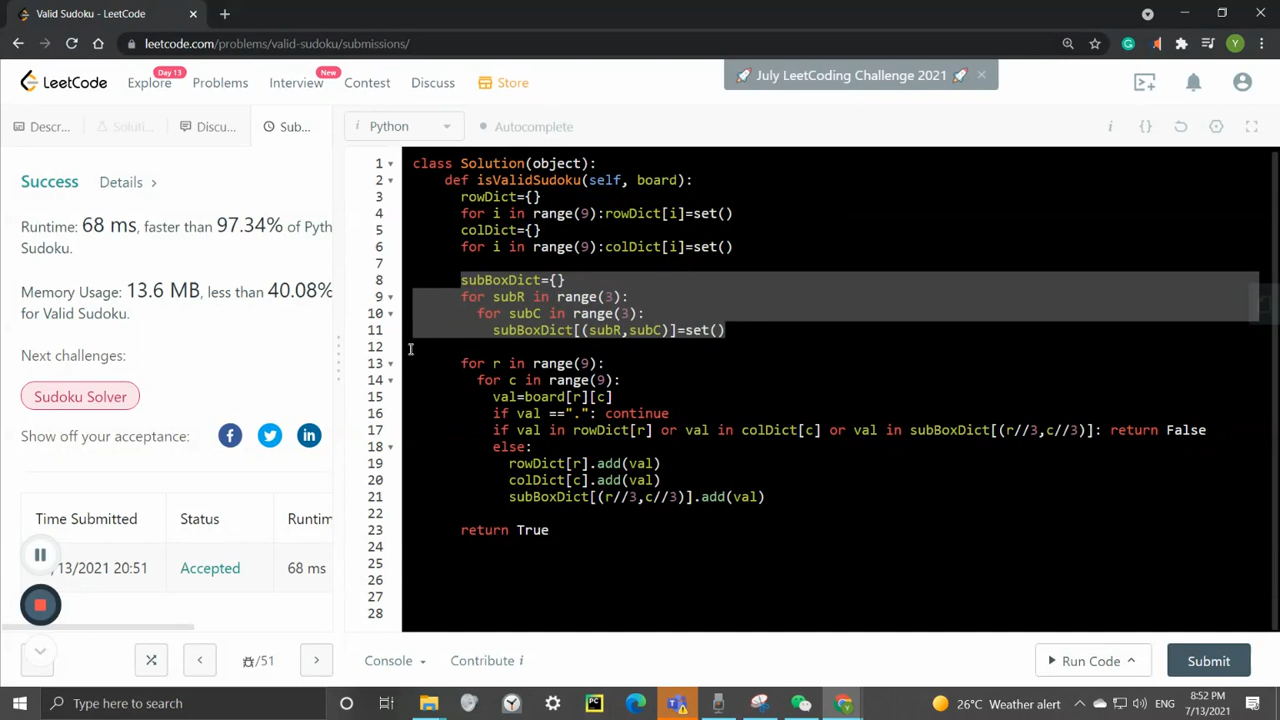 Valid Sudoku - LeetCode
leetcode.com/problems/valid-sudoku/submissions/
LeetCode
Explore
Day 13
Problems
Interview
New
Contest
Discuss
Store
🚀 July LeetCoding Challenge 2021 🚀
Descr...
Soluti...
Discu...
Sub...
i Python
Autocomplete
Success
Details >
Runtime: 68 ms, faster than 97.34% of Pyth
Sudoku.
Memory Usage: 13.6 MB, less than 40.08%
for Valid Sudoku.
Next challenges:
Sudoku Solver
Show off your acceptance:
Time Submitted Status Runtim
/13/2021 20:51 Accepted 68 ms
1 class Solution(object):
2 def isValidSudoku(self, board):
3 rowDict={}
4 for i in range(9):rowDict[i]=set()
5 colDict={}
6 for i in range(9):colDict[i]=set()
7
8 subBoxDict={}
9 for subR in range(3):
10 for subC in range(3):
11 subBoxDict[(subR,subC)]=set()
12
13 for r in range(9):
14 for c in range(9):
15 val=board[r][c]
16 if val ==".": continue
17 if val in rowDict[r] or val in colDict[c] or val in subBoxDict[(r//3,c//3)]: return False
18 else:
19 rowDict[r].add(val)
20 colDict[c].add(val)
21 subBoxDict[(r//3,c//3)].add(val)
22
23 return True
24
25
26
27
28
/51
Console
Contribute i
Run Code
Submit
Type here to search
26°C Weather alert
ENG
8:52 PM
7/13/2021